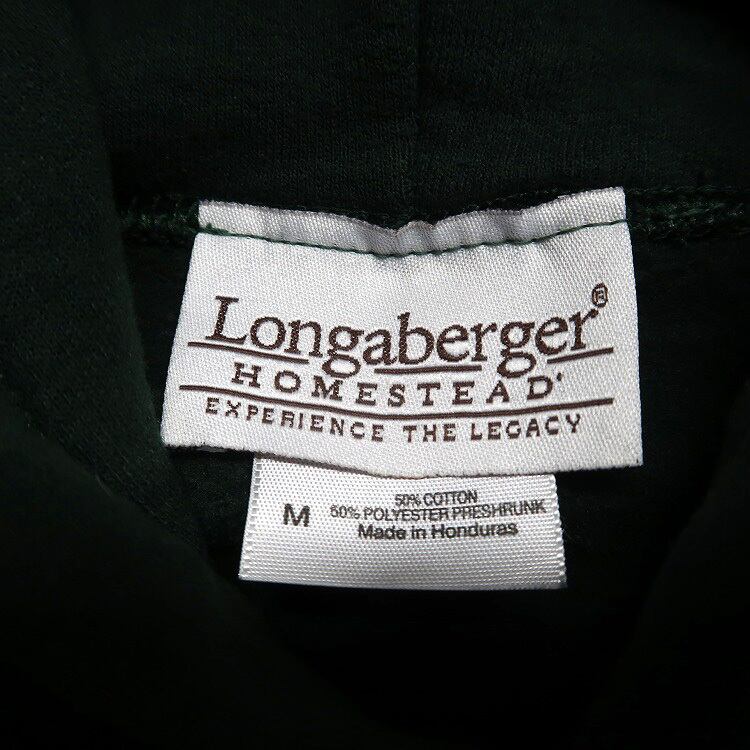 Longaberger®
HOMESTEAD
EXPERIENCE THE LEGACY
M
50% COTTON
50% POLYESTER PRESHRUNK
Made in Honduras